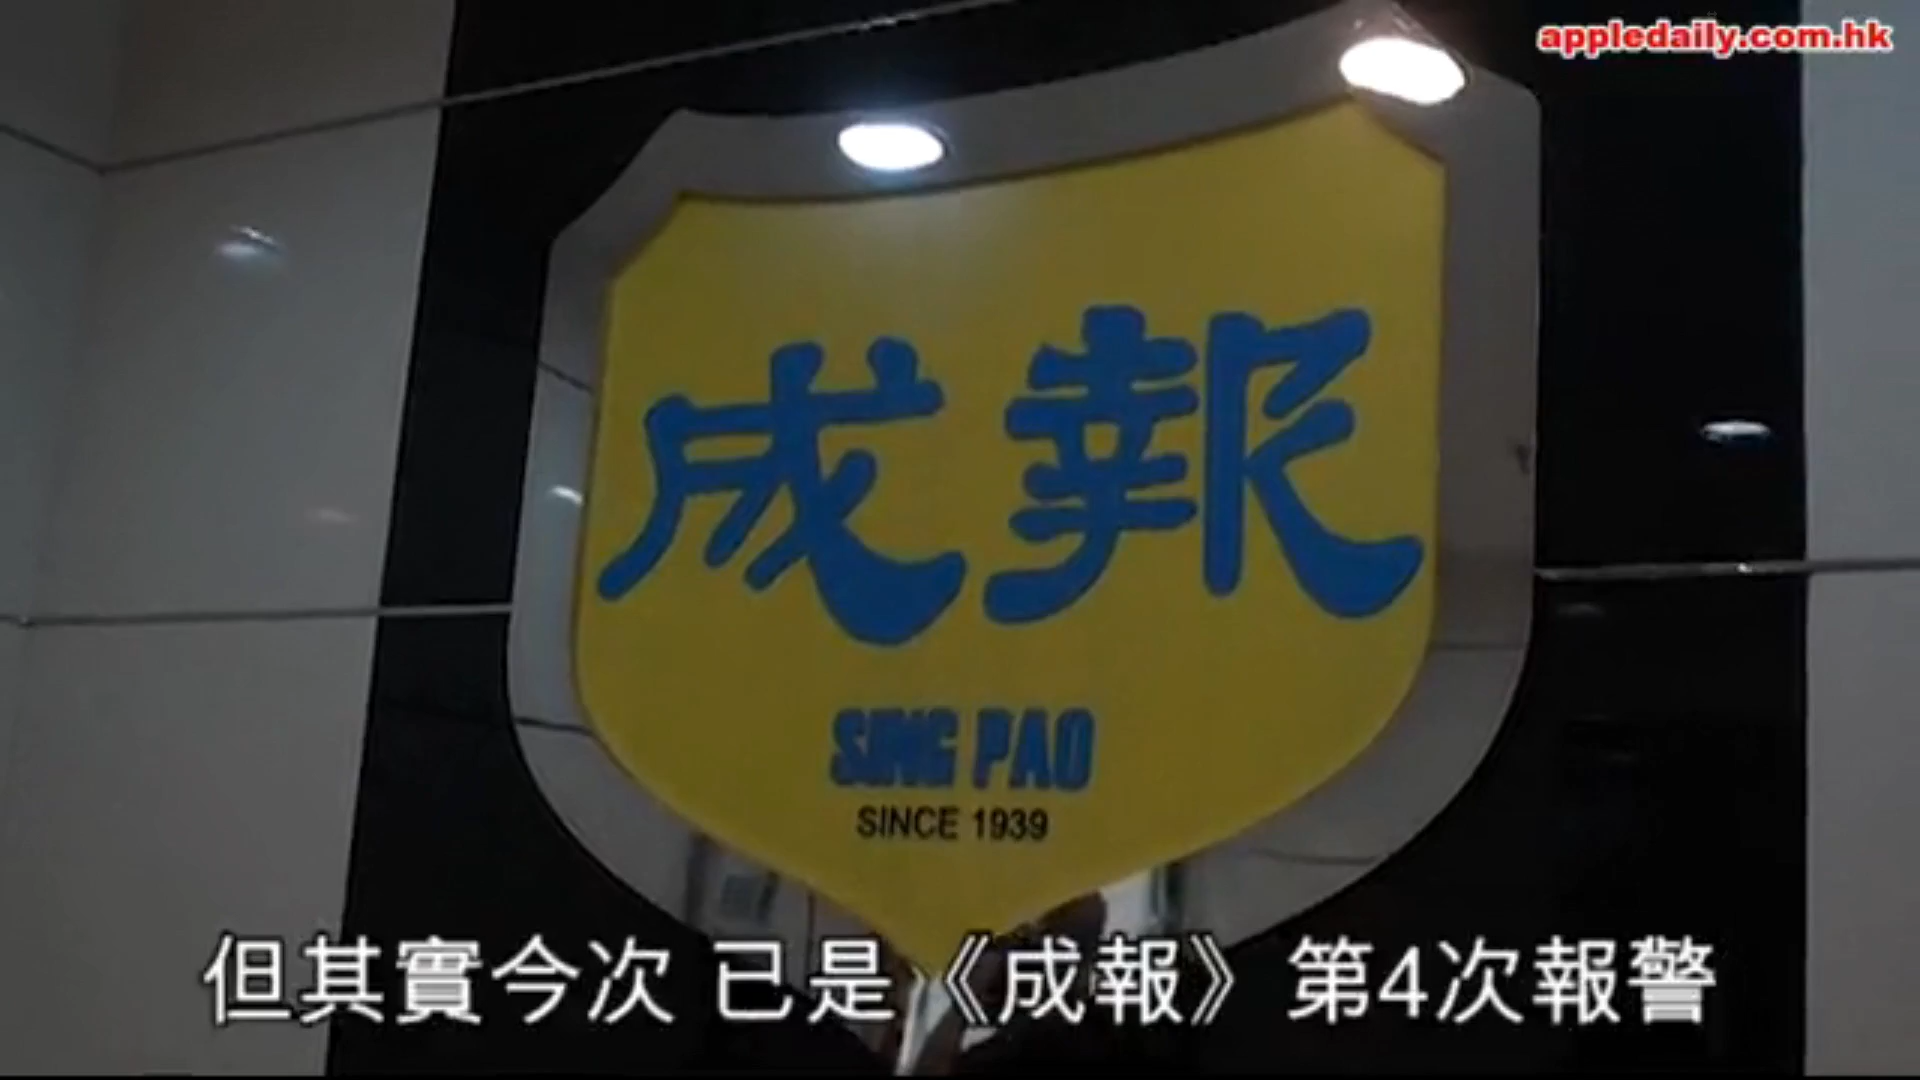 appledaily.com.hk
成報
SING PAO
SINCE 1939
但其實今次 已是《成報》第4次報警